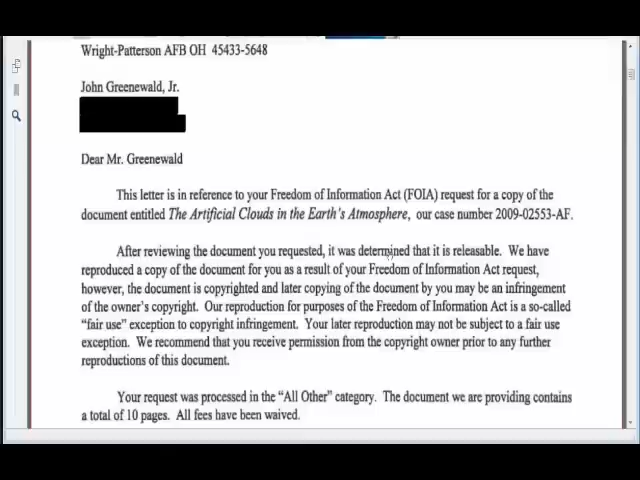 Wright-Patterson AFB OH 45433-5648
John Greenewald, Jr.
Dear Mr. Greenewald
This letter is in reference to your Freedom of Information Act (FOIA) request for a copy of the
document entitled The Artificial Clouds in the Earth's Atmosphere, our case number 2009-02553-AF.
After reviewing the document you requested, it was determined that it is releasable. We have
reproduced a copy of the document for you as a result of your Freedom of Information Act request,
however, the document is copyrighted and later copying of the document by you may be an infringement
of the owner's copyright. Our reproduction for purposes of the Freedom of Information Act is a so-called
“fair use” exception to copyright infringement. Your later reproduction may not be subject to a fair use
exception. We recommend that you receive permission from the copyright owner prior to any further
reproductions of this document.
Your request was processed in the “All Other” category. The document we are providing contains
a total of 10 pages. All fees have been waived.